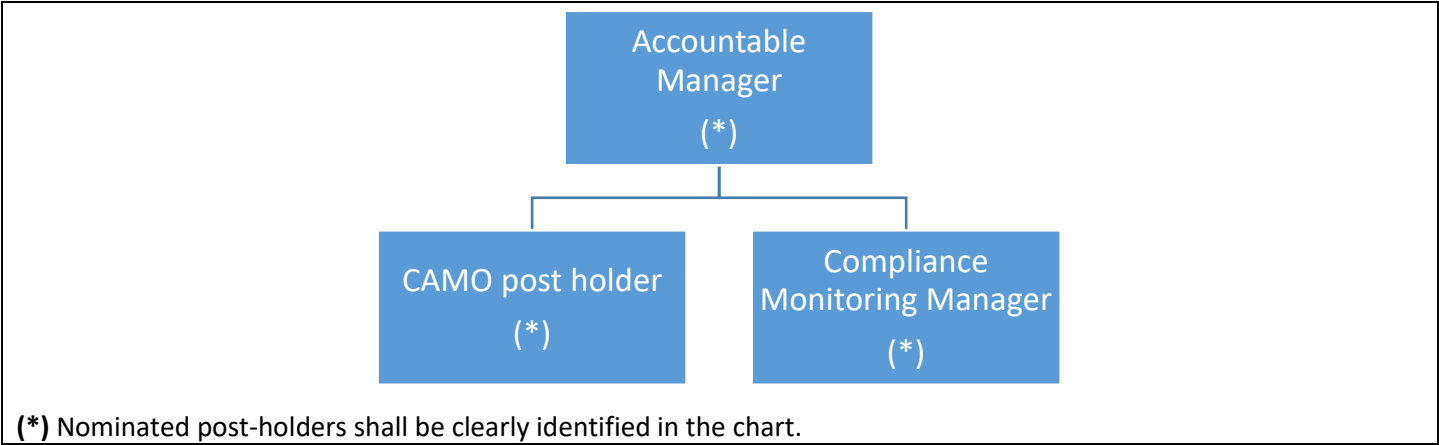 Accountable
Manager
(*)
CAMO post holder
(*)
Compliance
Monitoring Manager
(*)
(*) Nominated post-holders shall be clearly identified in the chart.